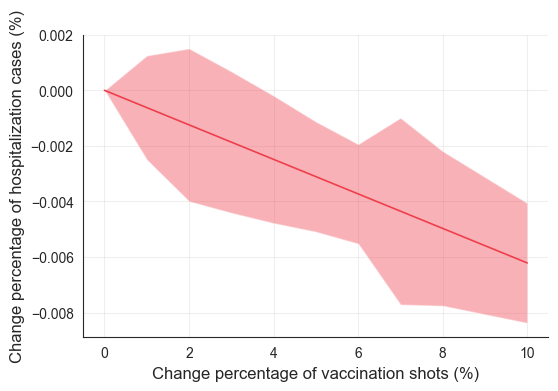 Change percentage of hospitalization cases (%)
0.002
0.000
−0.002
−0.004
−0.006
−0.008
0 2 4 6 8 10
Change percentage of vaccination shots (%)